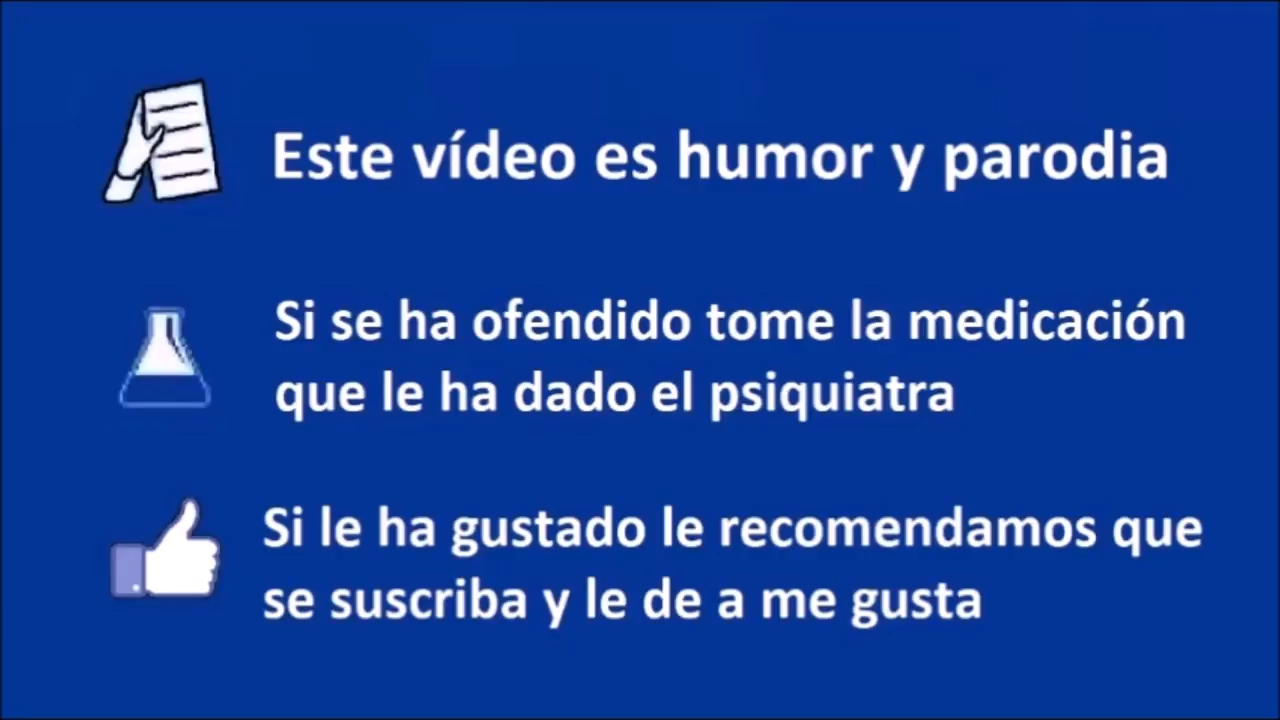 Este vídeo es humor y parodia
Si se ha ofendido tome la medicación
que le ha dado el psiquiatra
Si le ha gustado le recomendamos que
se suscriba y le de a me gusta